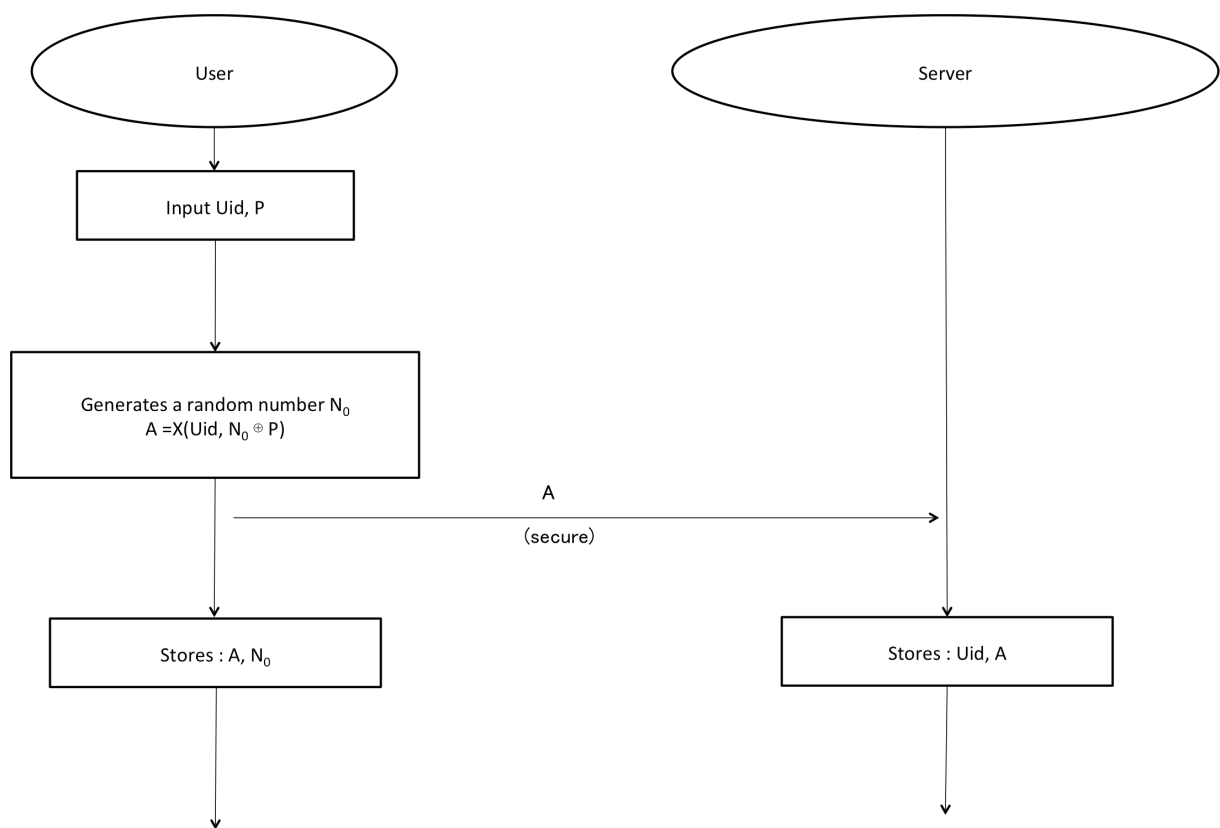 User
Server
Input Uid, P
Generates a random number N₀
A =X(Uid, N₀ ⊕ P)
A
(secure)
Stores : A, N₀
Stores : Uid, A